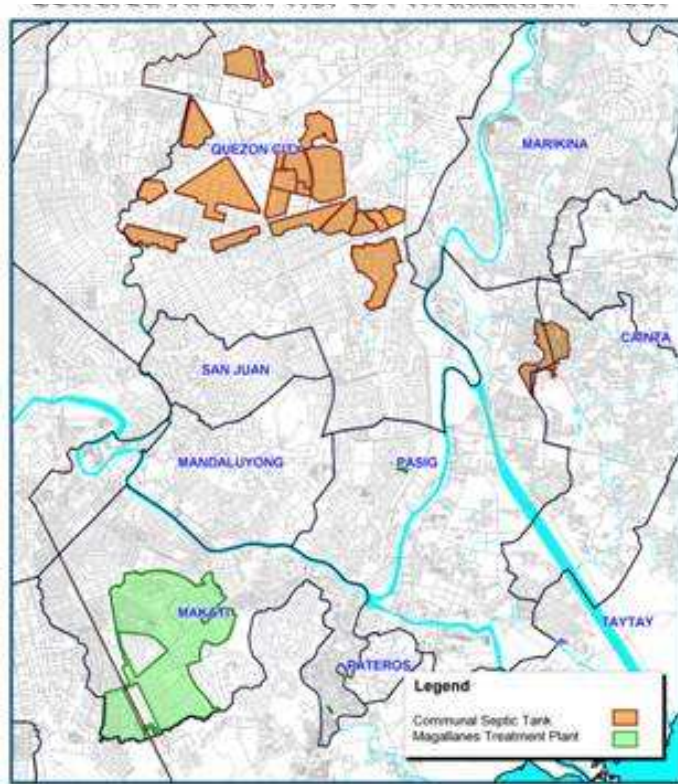 QUEZON CITY
MARIKINA
CAINTA
SAN JUAN
MANDALUYONG
PASIG
MAKATI
TAYTAY
PATEROS
Legend
Communal Septic Tank
Magallanes Treatment Plant